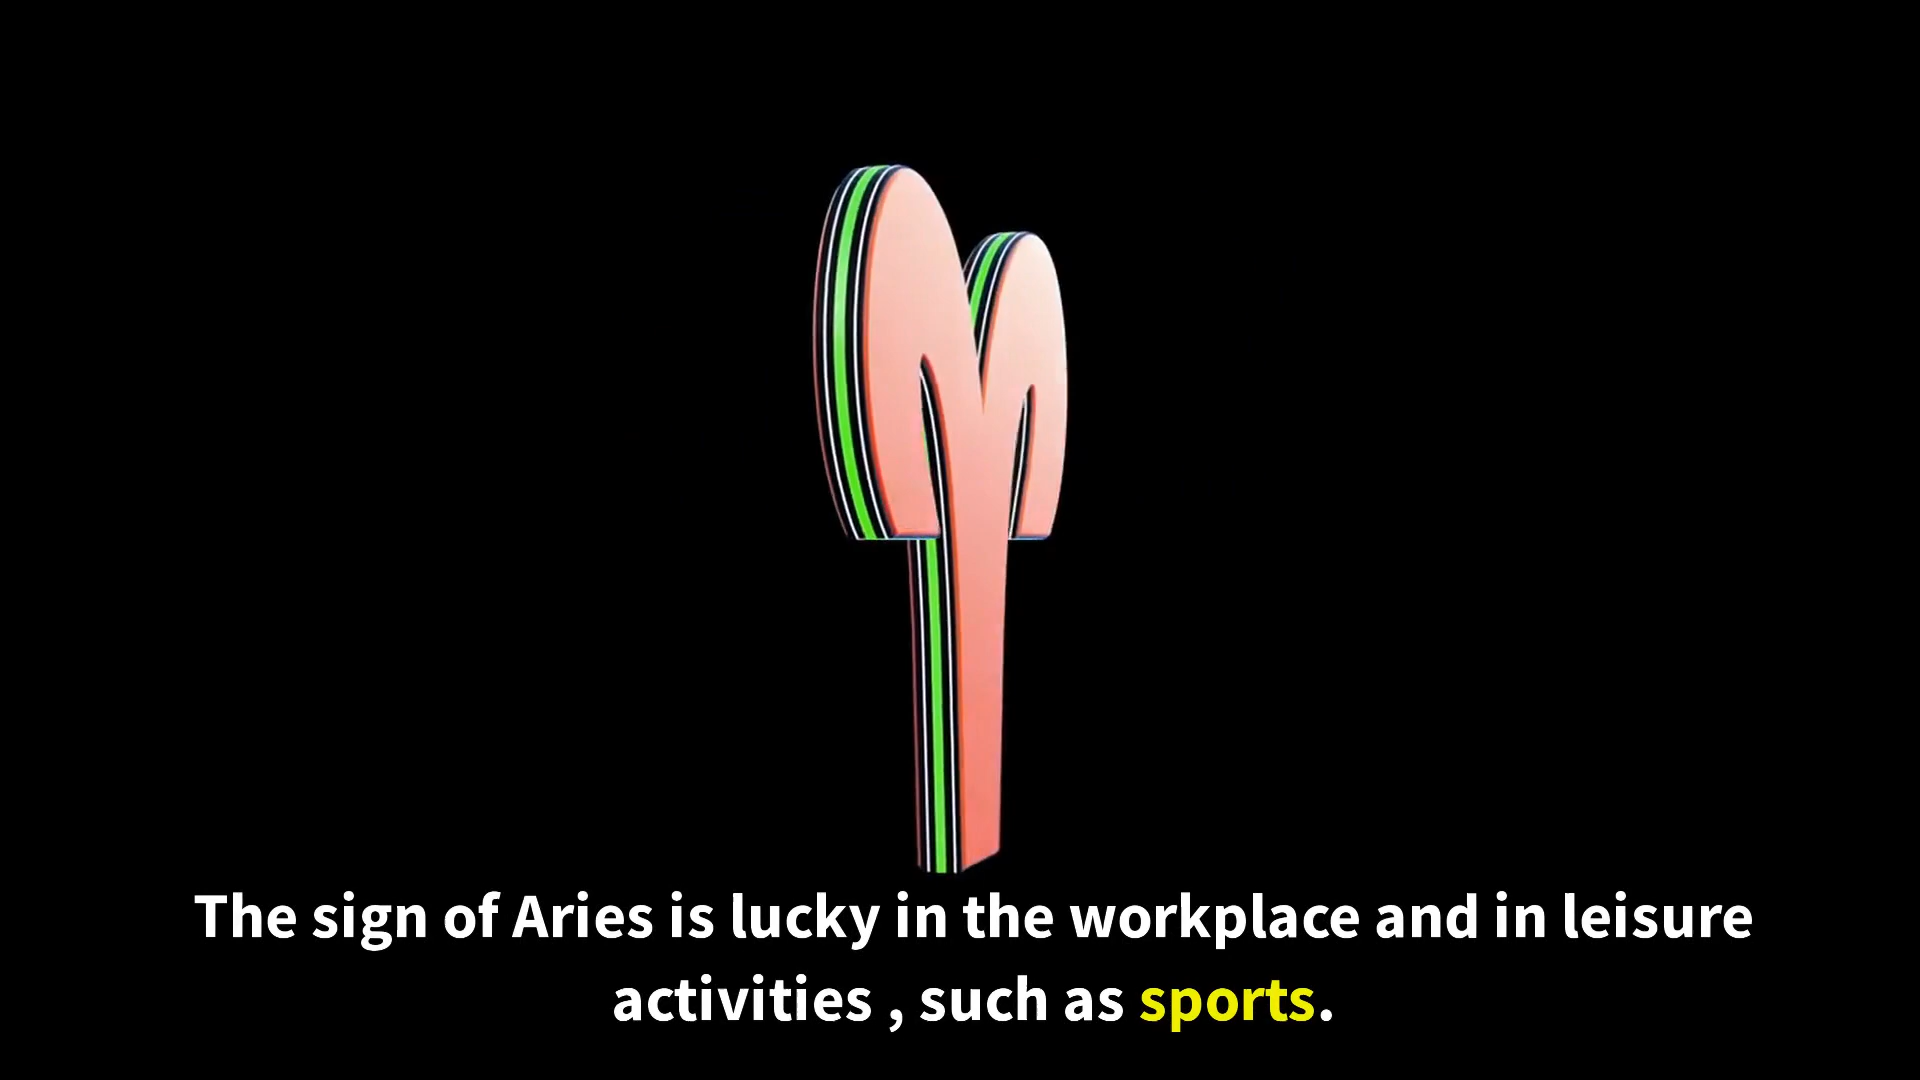 The sign of Aries is lucky in the workplace and in leisure
activities , such as sports.